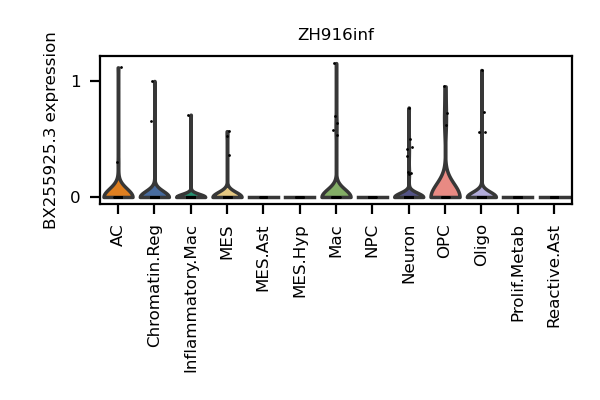 ZH916inf
BX255925.3 expression
1
0
AC
Chromatin.Reg
Inflammatory.Mac
MES
MES.Ast
MES.Hyp
Mac
NPC
Neuron
OPC
Oligo
Prolif.Metab
Reactive.Ast